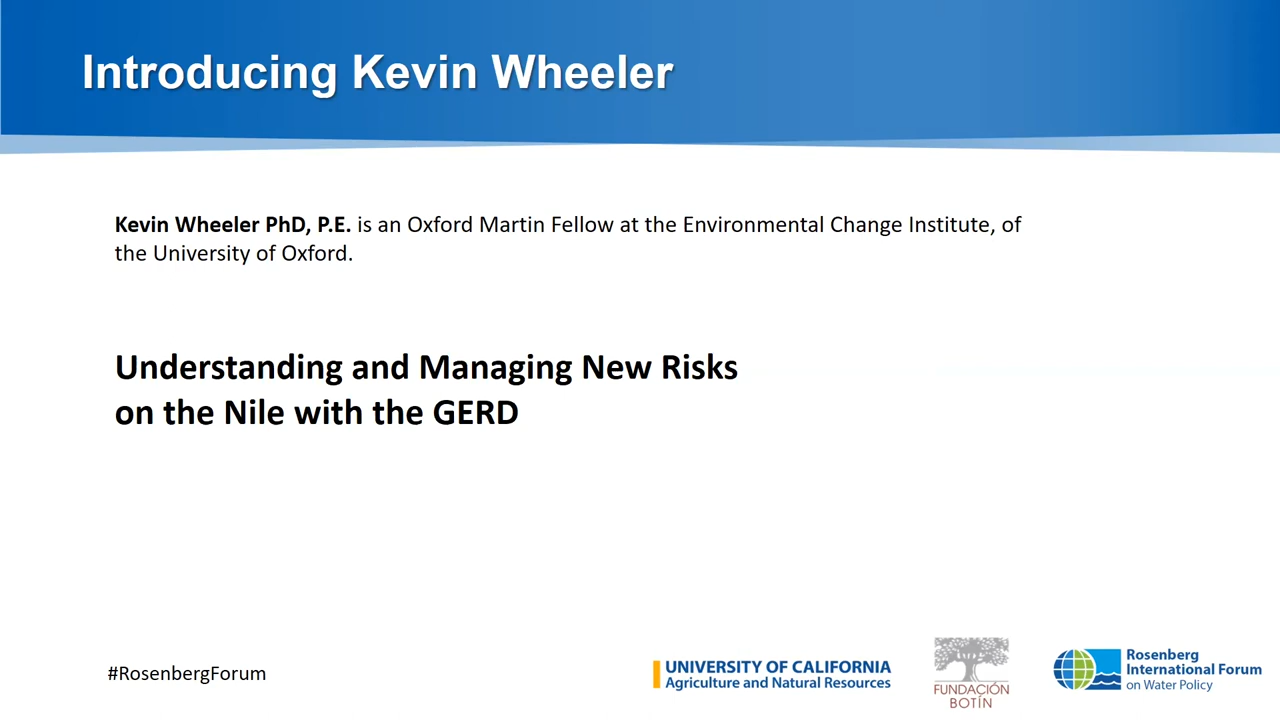 Introducing Kevin Wheeler
Kevin Wheeler PhD, P.E. is an Oxford Martin Fellow at the Environmental Change Institute, of
the University of Oxford.
Understanding and Managing New Risks
on the Nile with the GERD
#RosenbergForum
UNIVERSITY OF CALIFORNIA
Agriculture and Natural Resources
FUNDACIÓN
BOTÍN
Rosenberg
International Forum
on Water Policy